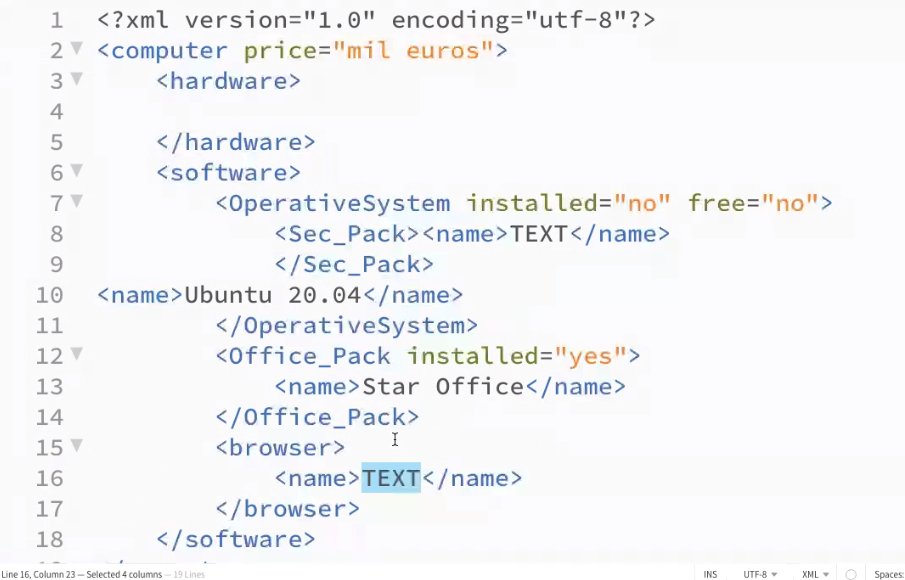 1 <?xml version="1.0" encoding="utf-8"?>
2 <computer price="mil euros">
3     <hardware>
4
5     </hardware>
6     <software>
7         <OperativeSystem installed="no" free="no">
8             <Sec_Pack><name>TEXT</name>
9             </Sec_Pack>
10 <name>Ubuntu 20.04</name>
11         </OperativeSystem>
12         <Office_Pack installed="yes">
13             <name>Star Office</name>
14         </Office_Pack>
15         <browser>
16             <name>TEXT</name>
17         </browser>
18     </software>
Line 16, Column 23 — Selected 4 columns — 19 Lines INS UTF-8 XML Spaces: